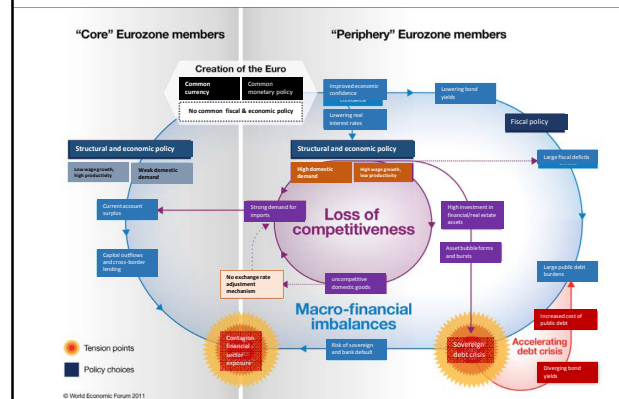 "Core" Eurozone members
"Periphery" Eurozone members
Creation of the Euro
Common
currency
Common
monetary policy
No common fiscal & economic policy
Improved economic
confidence
Lowering bond
yields
Lowering real
interest rates
Fiscal policy
Structural and economic policy
Low wage growth,
high productivity
Weak domestic
demand
Structural and economic policy
High domestic
demand
High wage growth,
low productivity
Large fiscal deficits
Current account
surplus
Strong demand for
imports
Loss of
competitiveness
High investment in
financial/real estate
assets
Capital outflows
and cross-border
lending
Asset bubble forms
and bursts
No exchange rate
adjustment
mechanism
uncompetitive
domestic goods
Large public debt
burdens
Macro-financial
imbalances
Increased cost of
public debt
Contagion
financial
sector
exposure
Risk of sovereign
and bank default
Sovereign
debt crisis
Accelerating
debt crisis
Diverging bond
yields
Tension points
Policy choices
© World Economic Forum 2011